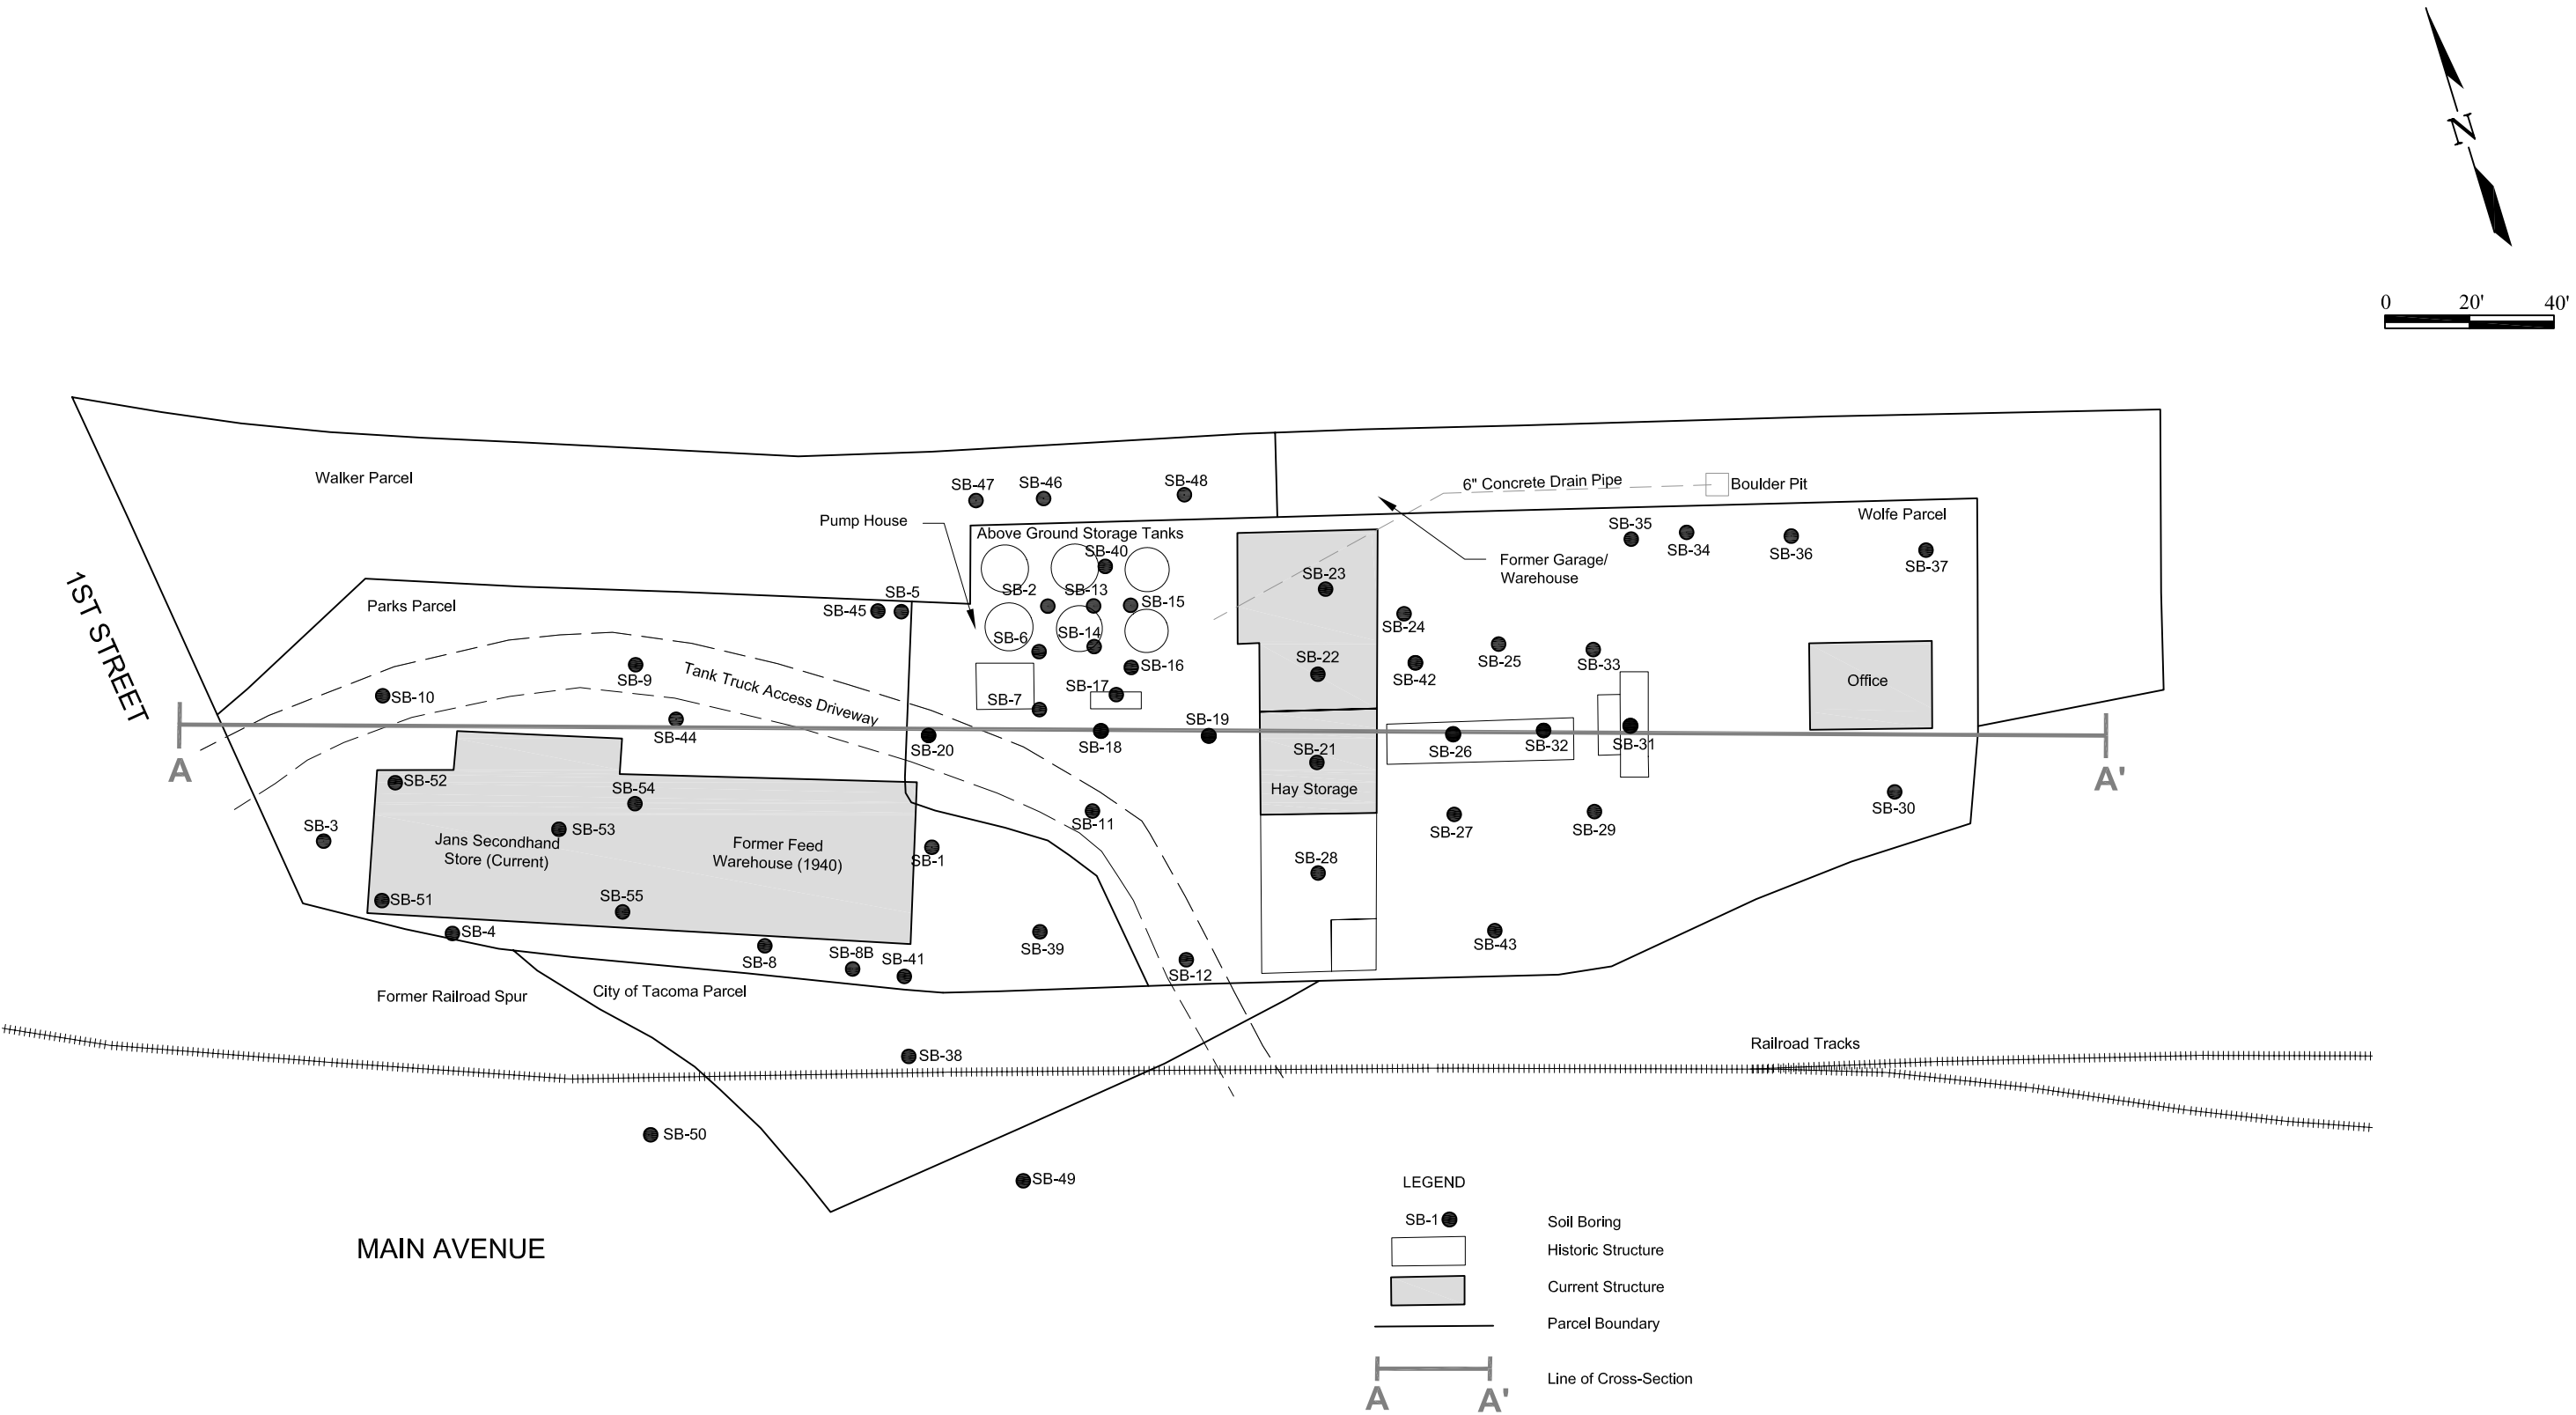 N
0 20' 40'
Walker Parcel
SB-47
SB-46
SB-48
6" Concrete Drain Pipe
Boulder Pit
Pump House
Above Ground Storage Tanks
SB-40
Wolfe Parcel
SB-35
SB-34
SB-36
SB-37
Former Garage/
Warehouse
1ST STREET
Parks Parcel
SB-45
SB-5
SB-2
SB-13
SB-15
SB-23
SB-24
SB-6
SB-14
SB-16
SB-22
SB-42
SB-25
SB-33
Office
SB-10
SB-9
Tank Truck Access Driveway
SB-7
SB-17
SB-44
SB-20
SB-18
SB-19
SB-21
SB-26
SB-32
SB-31
A
A'
SB-52
SB-54
Hay Storage
SB-30
SB-3
SB-53
SB-11
SB-27
SB-29
Jans Secondhand
Store (Current)
Former Feed
Warehouse (1940)
SB-1
SB-28
SB-51
SB-55
SB-4
SB-8
SB-8B
SB-41
SB-39
SB-12
SB-43
Former Railroad Spur
City of Tacoma Parcel
SB-38
Railroad Tracks
SB-50
SB-49
MAIN AVENUE
LEGEND
SB-1 Soil Boring
Historic Structure
Current Structure
Parcel Boundary
A A' Line of Cross-Section